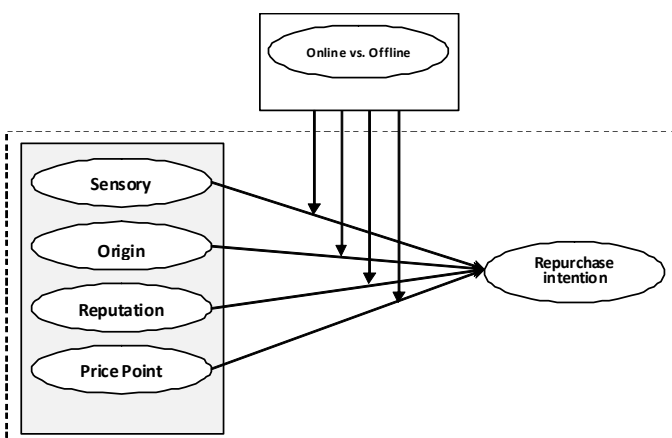 Online vs. Offline
Sensory
Origin
Reputation
Price Point
Repurchase
intention